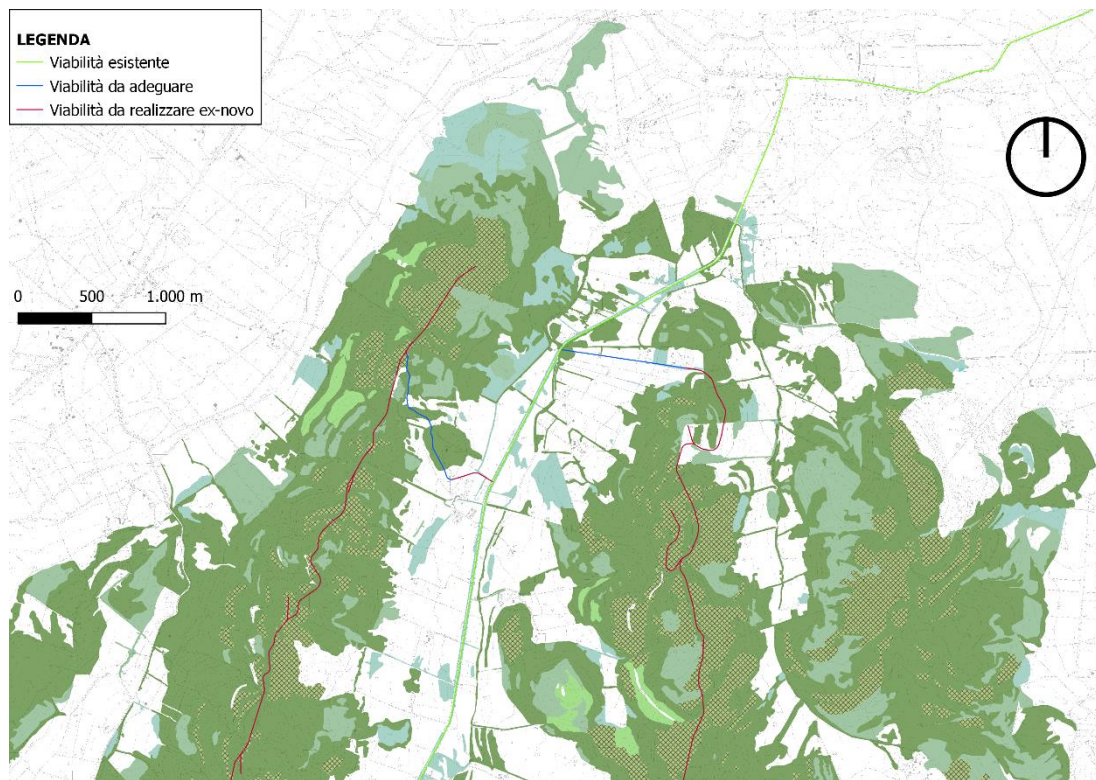 LEGENDA
Viabilità esistente
Viabilità da adeguare
Viabilità da realizzare ex-novo
0 500 1.000 m